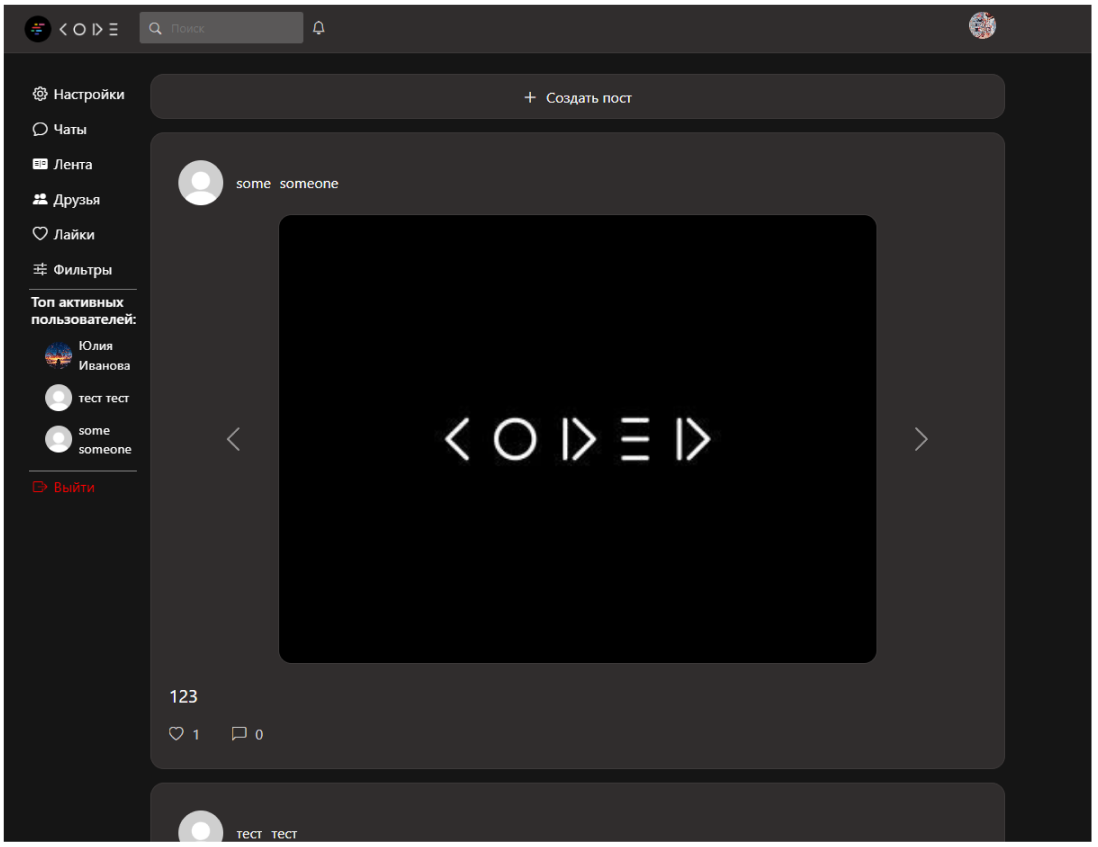 CODE
Поиск
Настройки
Чаты
Лента
Друзья
Лайки
Фильтры
Топ активных
пользователей:
Юлия
Иванова
тест тест
some
someone
Выйти
+ Создать пост
some someone
CODED
123
1 0
тест тест